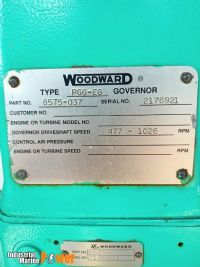 WOODWARD ®
TYPE PGG-EG GOVERNOR
PART NO. 8575-037 SERIAL NO. 2176921
CUSTOMER NO.
ENGINE OR TURBINE MODEL NO.
GOVERNOR DRIVESHAFT SPEED 477 - 1026 RPM
CONTROL AIR PRESSURE
ENGINE OR TURBINE SPEED RPM
Industrial
Marine Power
WOODWARD